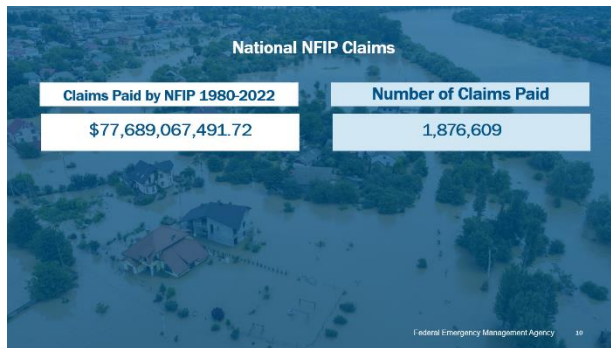 National NFIP Claims
Claims Paid by NFIP 1980-2022
Number of Claims Paid
$77,689,067,491.72
1,876,609
Federal Emergency Management Agency 10